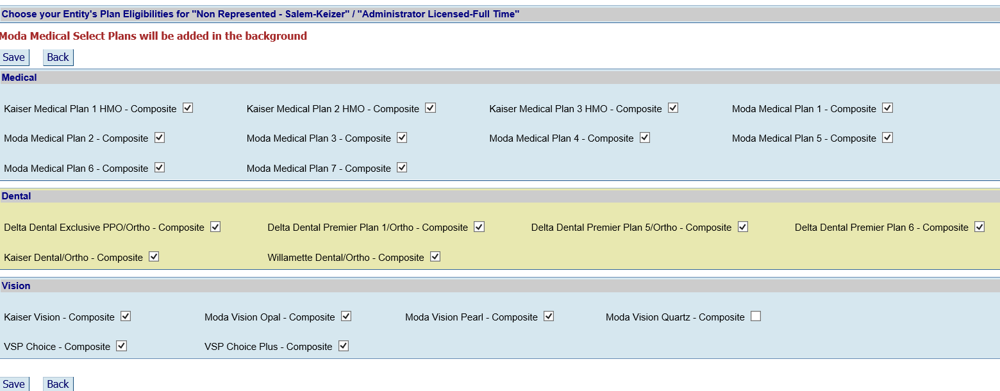 Choose your Entity's Plan Eligibilities for "Non Represented - Salem-Keizer" / "Administrator Licensed-Full Time"
Moda Medical Select Plans will be added in the background
Save Back
Medical
Kaiser Medical Plan 1 HMO - Composite Kaiser Medical Plan 2 HMO - Composite Kaiser Medical Plan 3 HMO - Composite Moda Medical Plan 1 - Composite
Moda Medical Plan 2 - Composite Moda Medical Plan 3 - Composite Moda Medical Plan 4 - Composite Moda Medical Plan 5 - Composite
Moda Medical Plan 6 - Composite Moda Medical Plan 7 - Composite
Dental
Delta Dental Exclusive PPO/Ortho - Composite Delta Dental Premier Plan 1/Ortho - Composite Delta Dental Premier Plan 5/Ortho - Composite Delta Dental Premier Plan 6 - Composite
Kaiser Dental/Ortho - Composite Willamette Dental/Ortho - Composite
Vision
Kaiser Vision - Composite Moda Vision Opal - Composite Moda Vision Pearl - Composite Moda Vision Quartz - Composite
VSP Choice - Composite VSP Choice Plus - Composite
Save Back